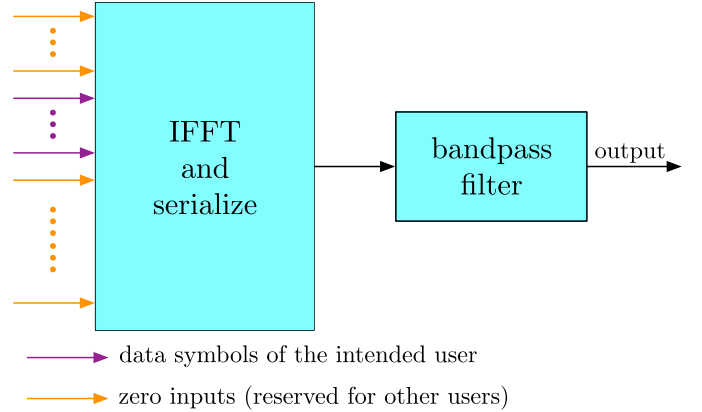 IFFT
and
serialize
bandpass
filter
output
data symbols of the intended user
zero inputs (reserved for other users)